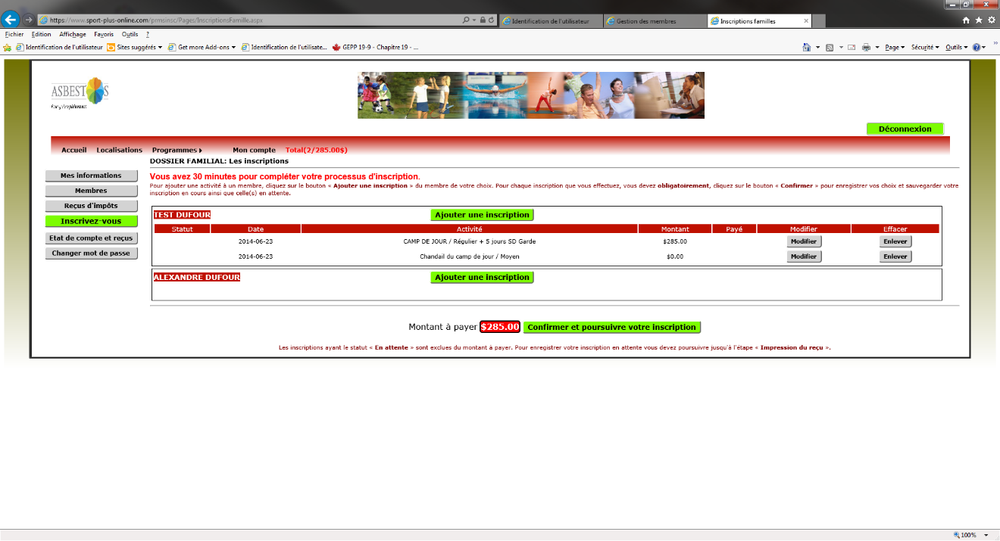 https://www.sport-plus-online.com/prmsinsc/Pages/InscriptionsFamille.aspx
Identification de l'utilisateur
Gestion des membres
Inscriptions familles
Fichier Edition Affichage Favoris Outils ?
Identification de l'utilisateur Sites suggérés Get more Add-ons Identification de l'utilisate... GEPP 19-9 - Chapitre 19 - ... Page Sécurité Outils
ASBESTOS
Déconnexion
Accueil Localisations Programmes Mon compte Total(2/285.00$)
DOSSIER FAMILIAL: Les inscriptions
Mes informations
Membres
Reçus d'impôts
Inscrivez-vous
Etat de compte et reçus
Changer mot de passe
Vous avez 30 minutes pour compléter votre processus d'inscription.
Pour ajouter une activité à un membre, cliquez sur le bouton « Ajouter une inscription » du membre de votre choix. Pour chaque inscription que vous effectuez, vous devez obligatoirement, cliquez sur le bouton « Confirmer » pour enregistrer vos choix et sauvegarder votre
inscription en cours ainsi que celle(s) en attente.
TEST DUFOUR Ajouter une inscription
Statut Date Activité Montant Payé Modifier Effacer
2014-06-23 CAMP DE JOUR / Régulier + 5 jours SD Garde $285.00 Modifier Enlever
2014-06-23 Chandail du camp de jour / Moyen $0.00 Modifier Enlever
ALEXANDRE DUFOUR Ajouter une inscription
Montant à payer $285.00 Confirmer et poursuivre votre inscription
Les inscriptions ayant le statut « En attente » sont exclues du montant à payer. Pour enregistrer votre inscription en attente vous devez poursuivre jusqu'à l'étape « Impression du reçu ».
100%